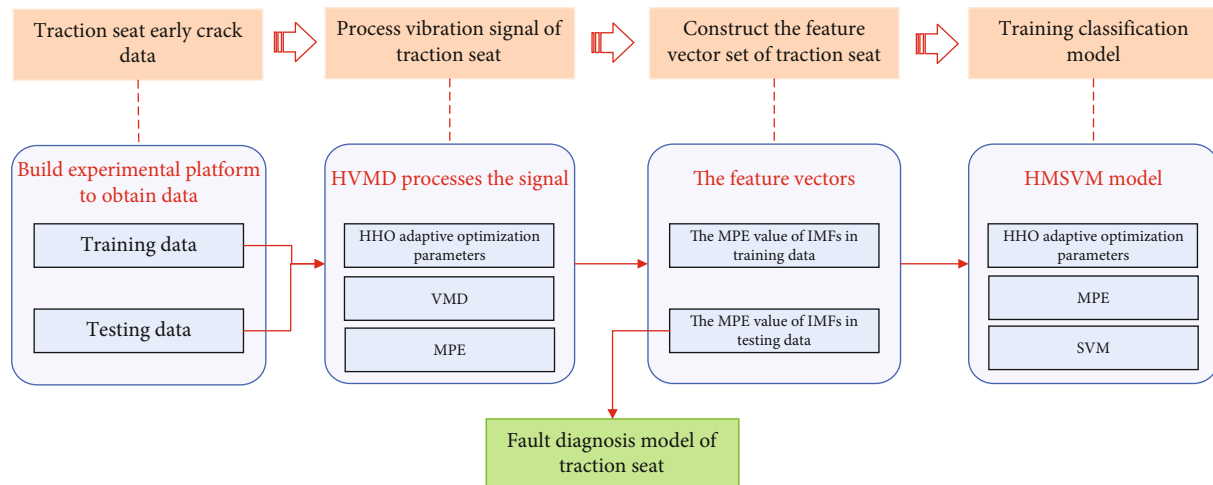 Traction seat early crack
data
Process vibration signal of
traction seat
Construct the feature
vector set of traction seat
Training classification
model
Build experimental platform
to obtain data
Training data
Testing data
HVMD processes the signal
HHO adaptive optimization
parameters
VMD
MPE
The feature vectors
The MPE value of IMFs in
training data
The MPE value of IMFs in
testing data
HMSVM model
HHO adaptive optimization
parameters
MPE
SVM
Fault diagnosis model of
traction seat